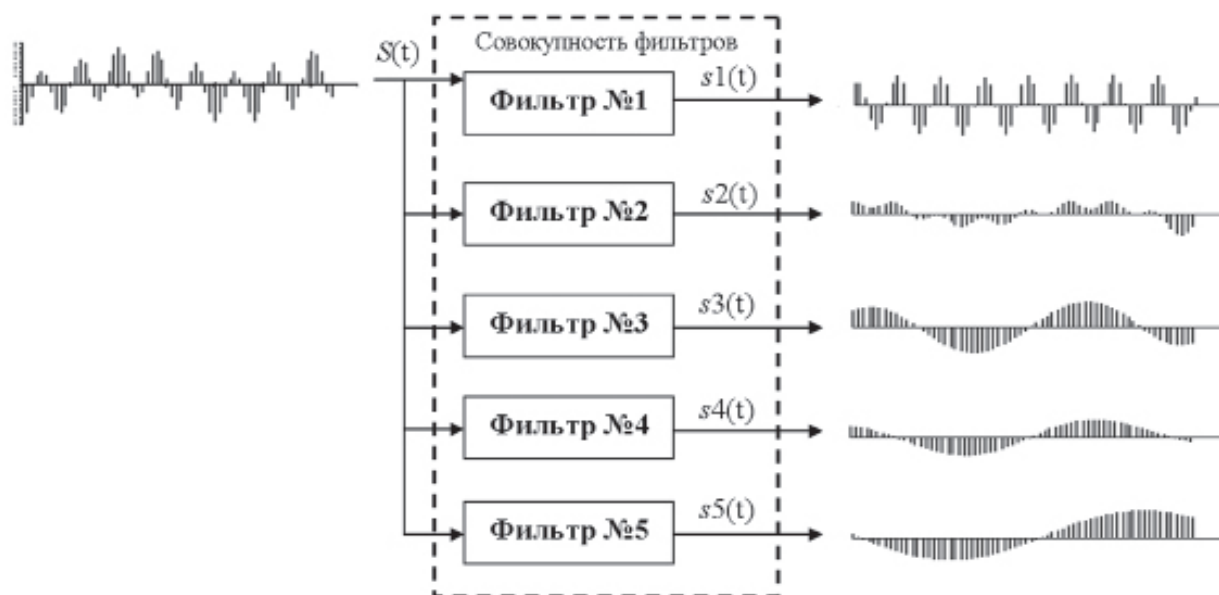 Совокупность фильтров
S(t)
Фильтр №1
s1(t)
Фильтр №2
s2(t)
Фильтр №3
s3(t)
Фильтр №4
s4(t)
Фильтр №5
s5(t)